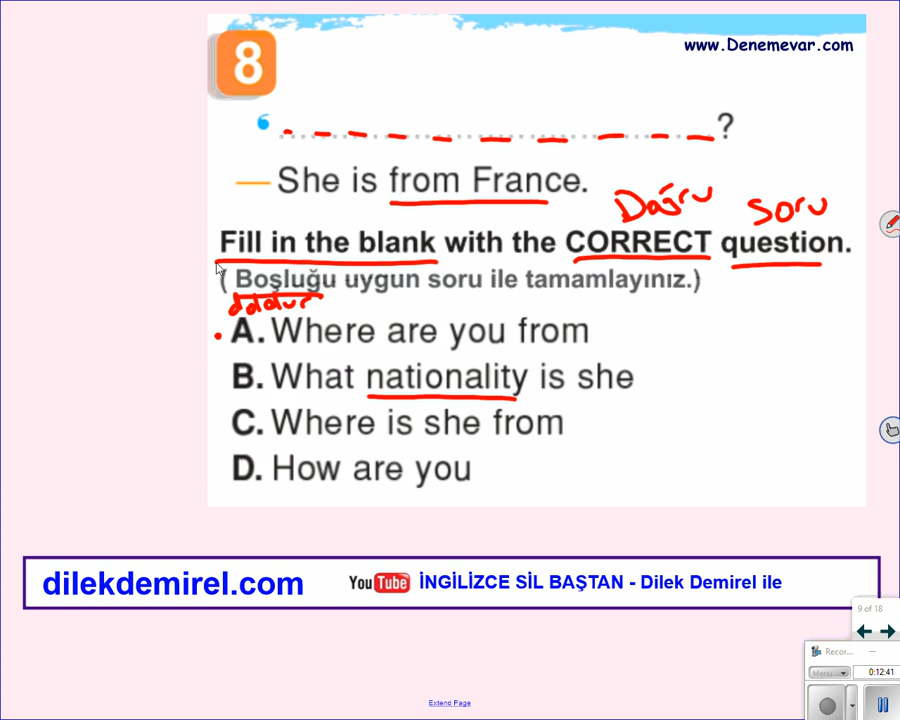 www.Denemevar.com
8
‘ ........................................ ?
— She is from France.
Doğru Soru
Fill in the blank with the CORRECT question.
( Boşluğu uygun soru ile tamamlayınız.)
doldur
A. Where are you from
B. What nationality is she
C. Where is she from
D. How are you
dilekdemirel.com YouTube İNGİLİZCE SİL BAŞTAN - Dilek Demirel ile
9 of 18
Recor...
Menu 0:12:41
Extend Page